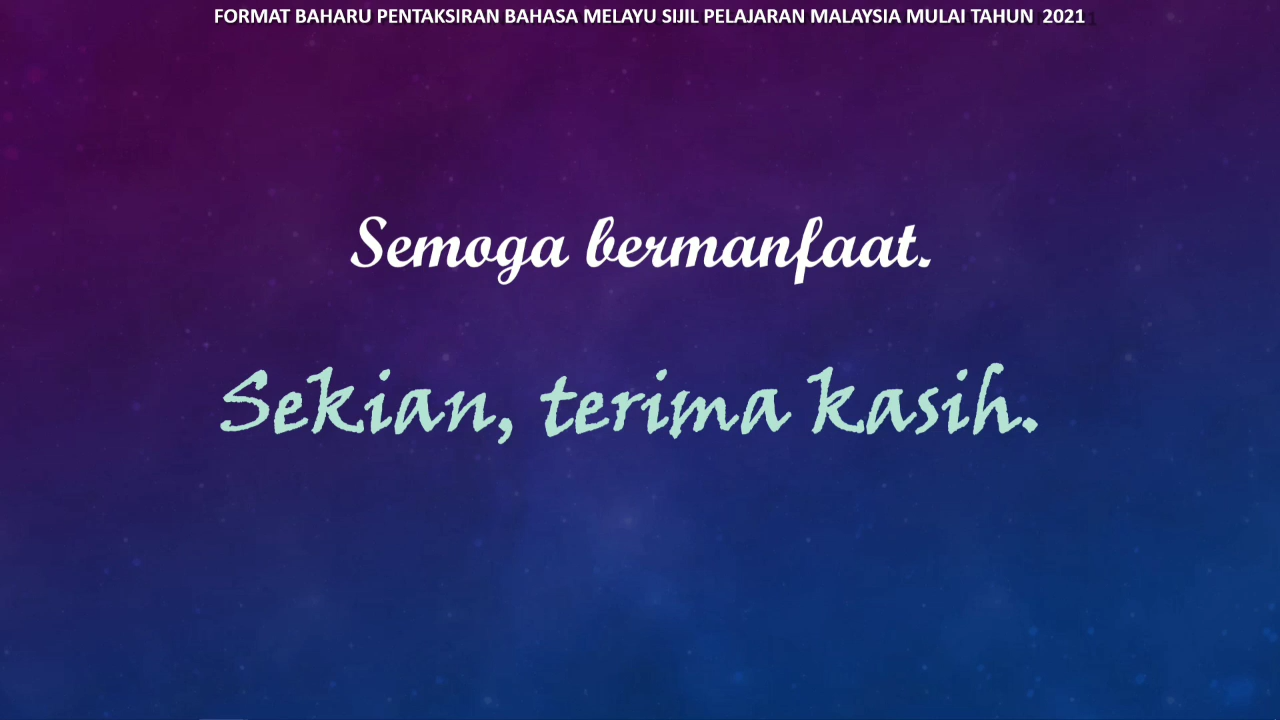 FORMAT BAHARU PENTAKSIRAN BAHASA MELAYU SIJIL PELAJARAN MALAYSIA MULAI TAHUN 2021
Semoga bermanfaat.
Sekian, terima kasih.